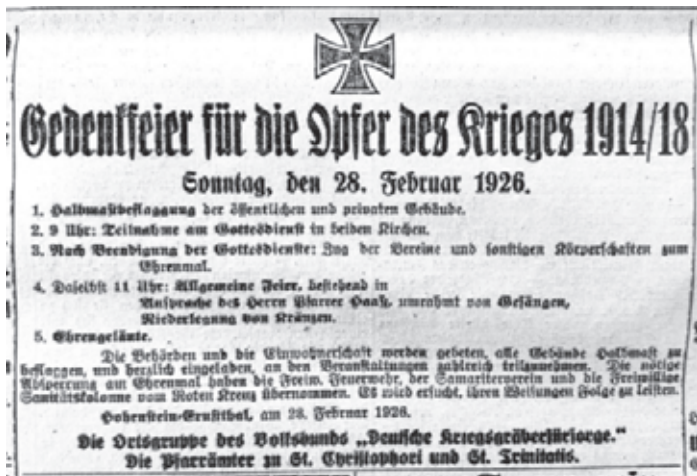 Gedenkfeier für die Opfer des Krieges 1914/18
Sonntag, den 28. Februar 1926.
1. Halbmastbeflaggung der öffentlichen und privaten Gebäude.
2. 9 Uhr: Teilnahme am Gottesdienst in beiden Kirchen.
3. Nach Beendigung der Gottesdienste: Zug der Vereine und sonstigen Körperschaften zum
Ehrenmal.
4. Daselbst 11 Uhr: Allgemeine Feier, bestehend in
Ansprache des Herrn Pfarrer Haatz, umrahmt von Gesängen,
Niederlegung von Kränzen.
5. Ehrengeläute.
Die Behörden und die Einwohnerschaft werden gebeten, alle Gebäude Halbmast zu
beflaggen, und herzlich eingeladen, an den Veranstaltungen zahlreich teilzunehmen. Die nötige
Absperrung am Ehrenmal haben die Freiw. Feuerwehr, der Samariterverein und die Freiwillige
Sanitätskolonne vom Roten Kreuz übernommen. Es wird ersucht, ihren Weisungen Folge zu leisten.
Hohenstein-Ernstthal, am 28. Februar 1926.
Die Ortsgruppe des Volksbunds „Deutsche Kriegsgräberfürsorge."
Die Pfarrämter zu St. Christophori und St. Trinitatis.